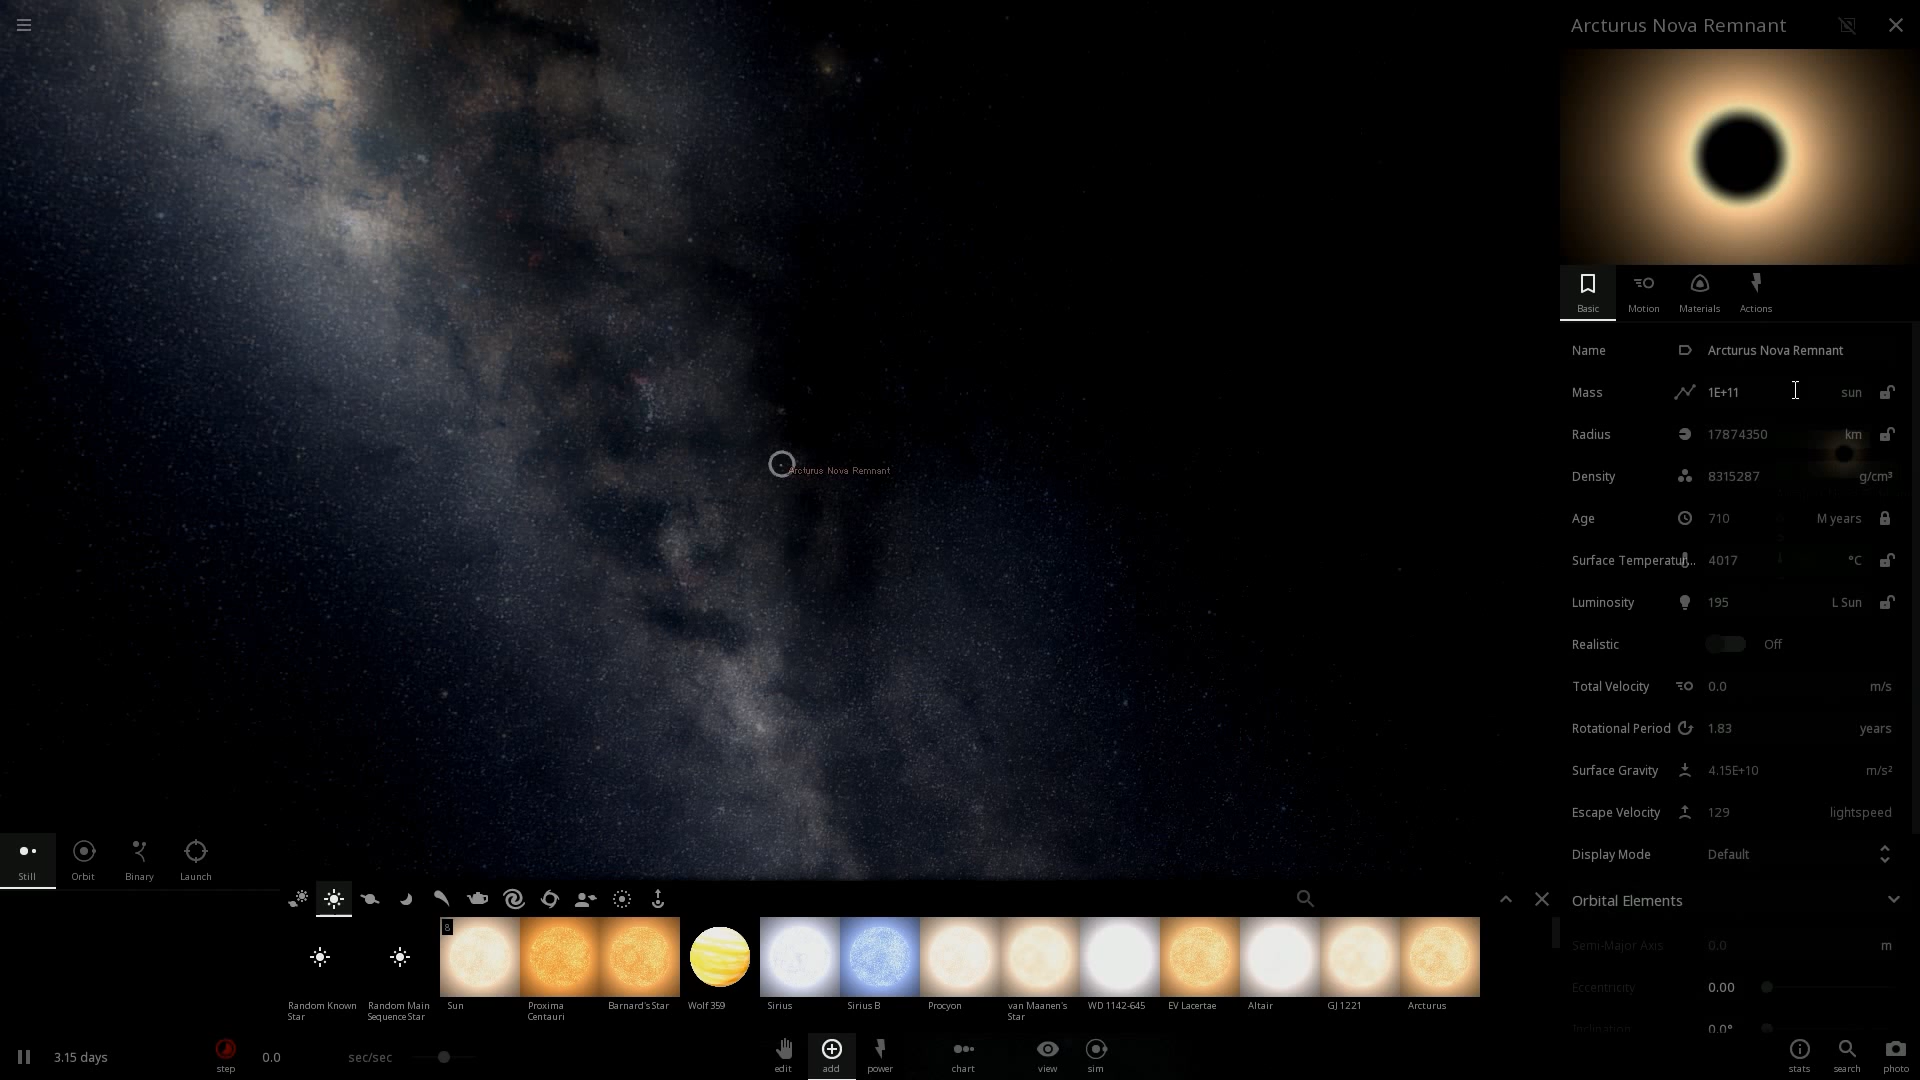 Arcturus Nova Remnant
Basic
Motion
Materials
Actions
Name Arcturus Nova Remnant
Mass 1E+11 sun
Radius 17874350 km
Arcturus Nova Remnant
Density 8315287 g/cm³
Age 710 M years
Surface Temperatur... 4017 °C
Luminosity 195 L Sun
Realistic Off
Total Velocity 0.0 m/s
Rotational Period 1.83 years
Surface Gravity 4.15E+10 m/s²
Escape Velocity 129 lightspeed
Display Mode Default
Orbital Elements
Semi-Major Axis 0.0 m
Eccentricity 0.00
Inclination 0.0°
Still
Orbit
Binary
Launch
8
Random Known
Star
Random Main
Sequence Star
Sun
Proxima
Centauri
Barnard's Star
Wolf 359
Sirius
Sirius B
Procyon
van Maanen's
Star
WD 1142-645
EV Lacertae
Altair
GJ 1221
Arcturus
3.15 days
step
0.0
sec/sec
edit
add
power
chart
view
sim
stats
search
photo